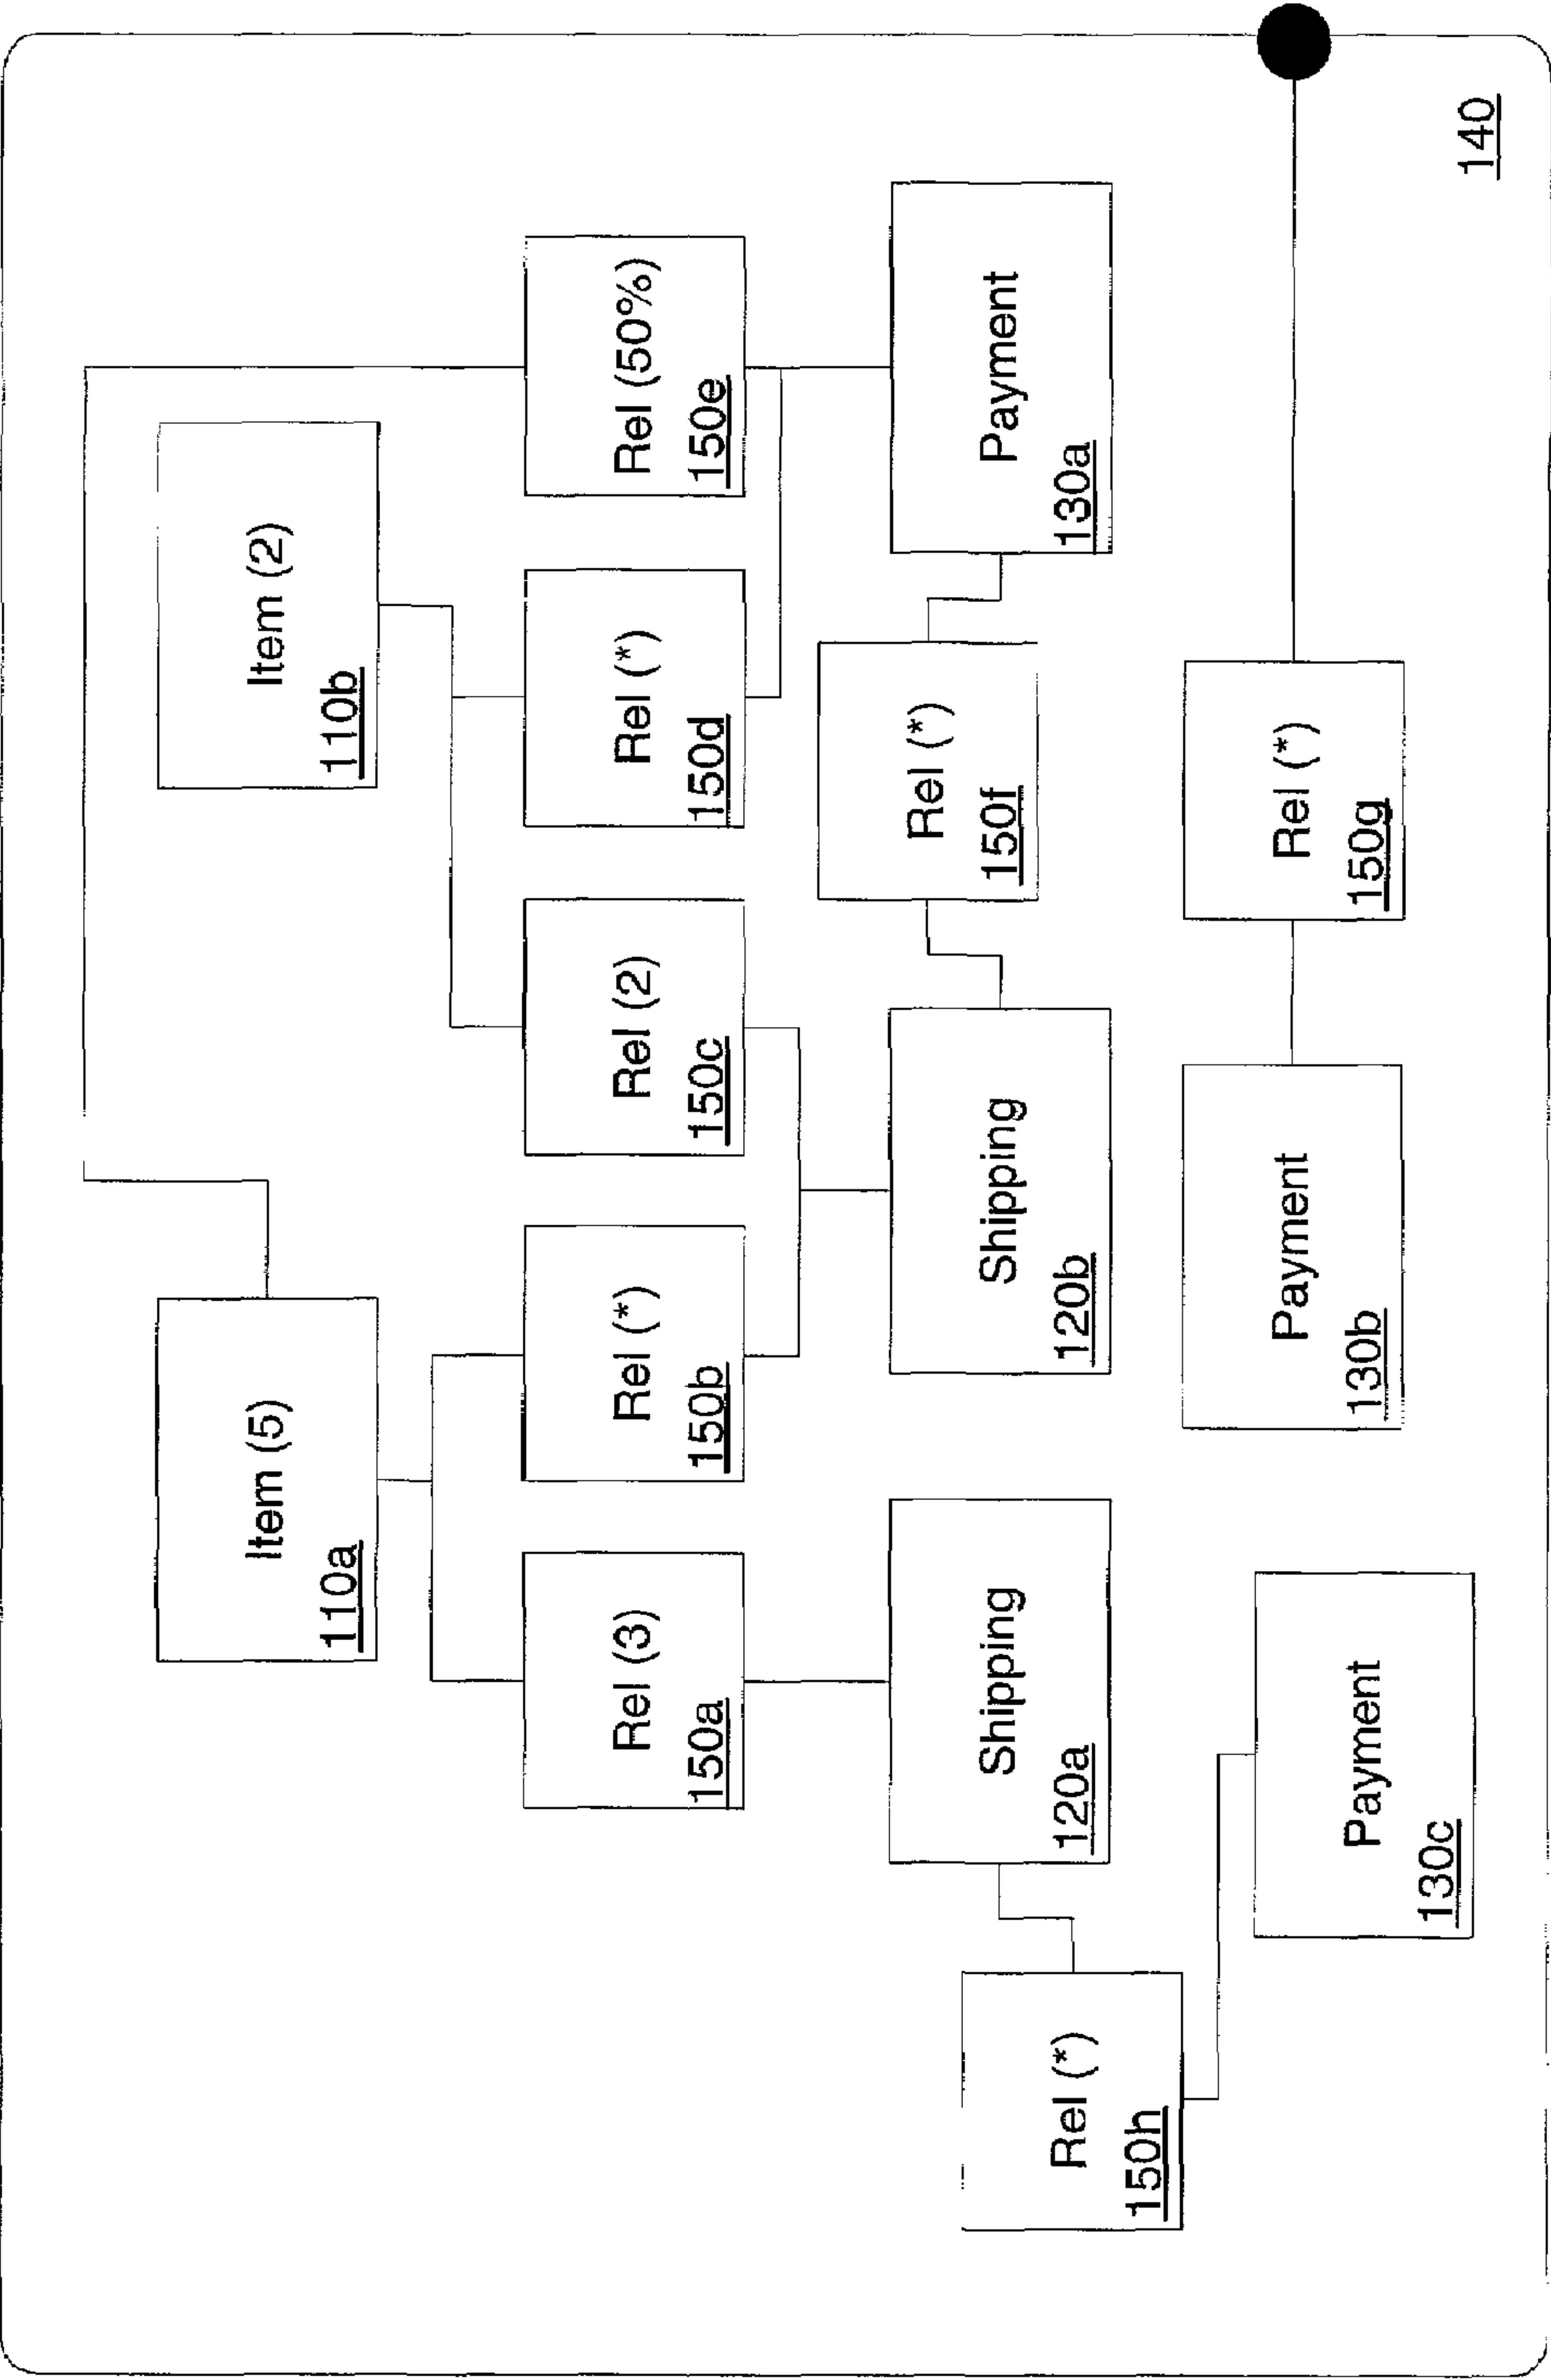 Item (5)
110a
Item (2)
110b
Rel (3)
150a
Rel (*)
150b
Rel (2)
150c
Rel (*)
150d
Rel (50%)
150e
Rel (*)
150f
Shipping
120a
Shipping
120b
Payment
130a
Rel (*)
150h
Payment
130c
Payment
130b
Rel (*)
150g
140